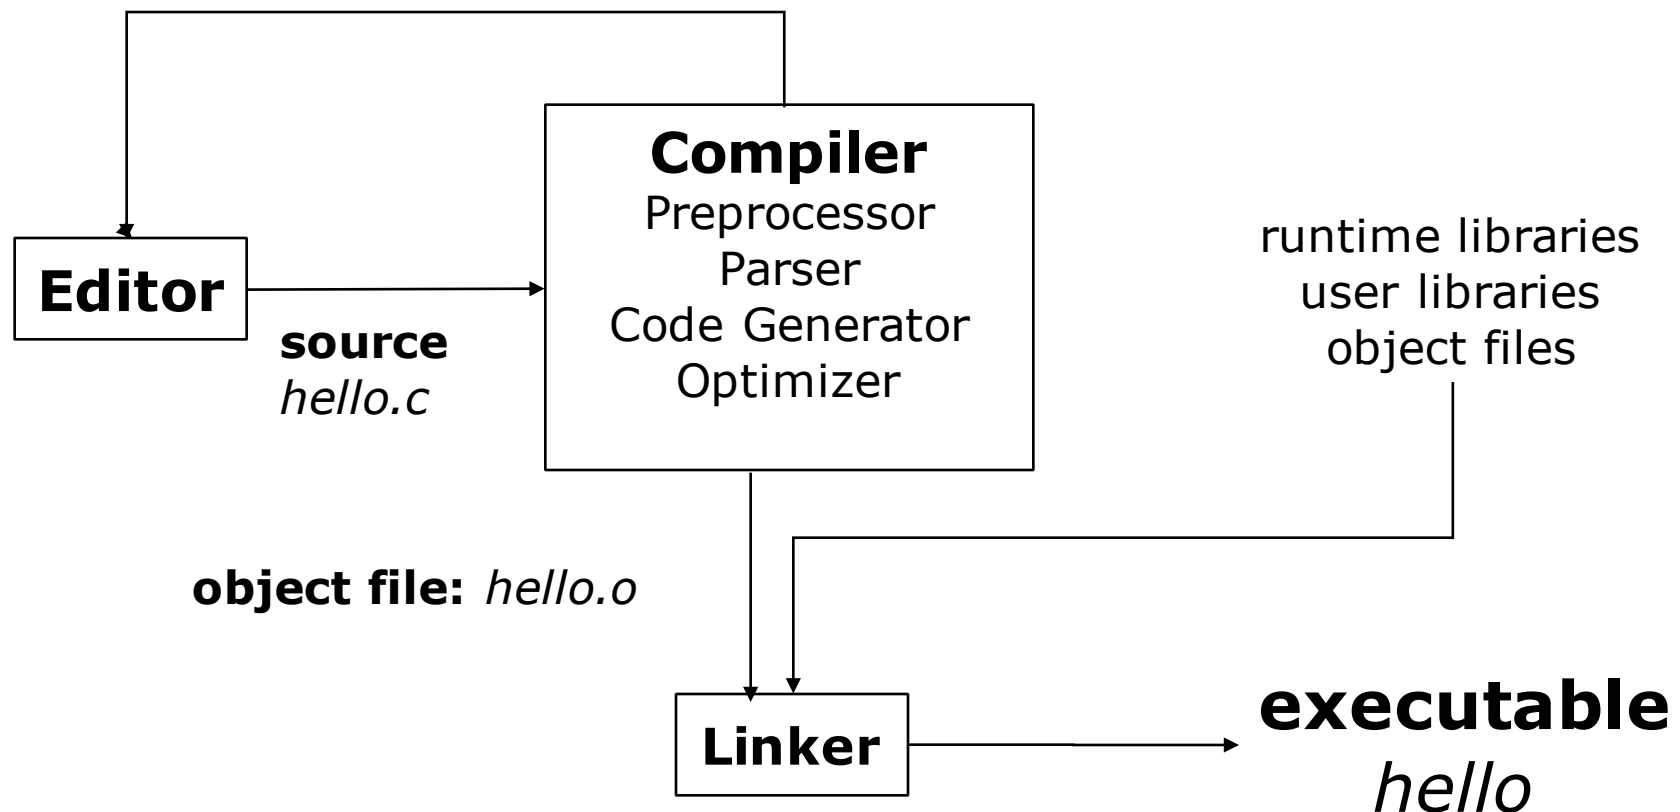 Compiler
Preprocessor
Parser
Code Generator
Optimizer
Editor
source
hello.c
runtime libraries
user libraries
object files
object file: hello.o
Linker
executable
hello